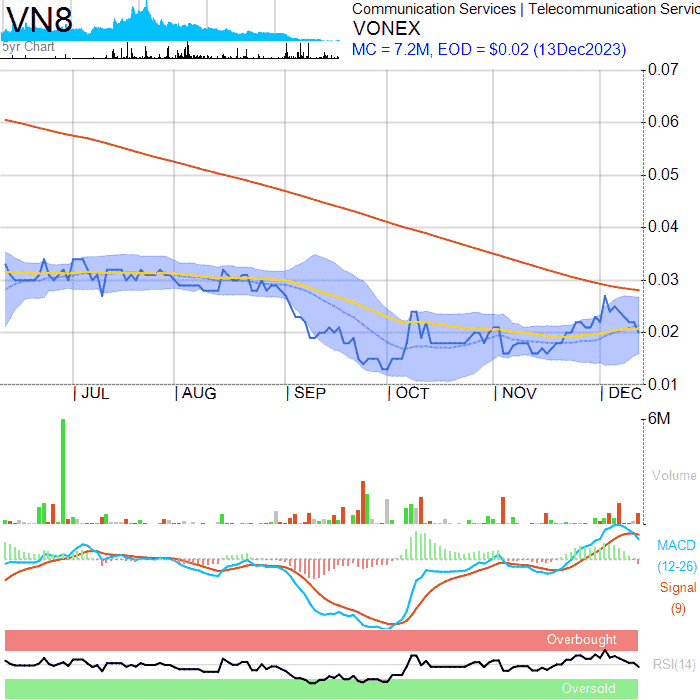 VN8
5yr Chart
Communication Services | Telecommunication Servic
VONEX
MC = 7.2M, EOD = $0.02 (13Dec2023)
0.07
0.06
0.05
0.04
0.03
0.02
0.01
| JUL | AUG | SEP | OCT | NOV | DEC
6M
Volume
MACD
(12-26)
Signal
(9)
Overbought
RSI(14)
Oversold